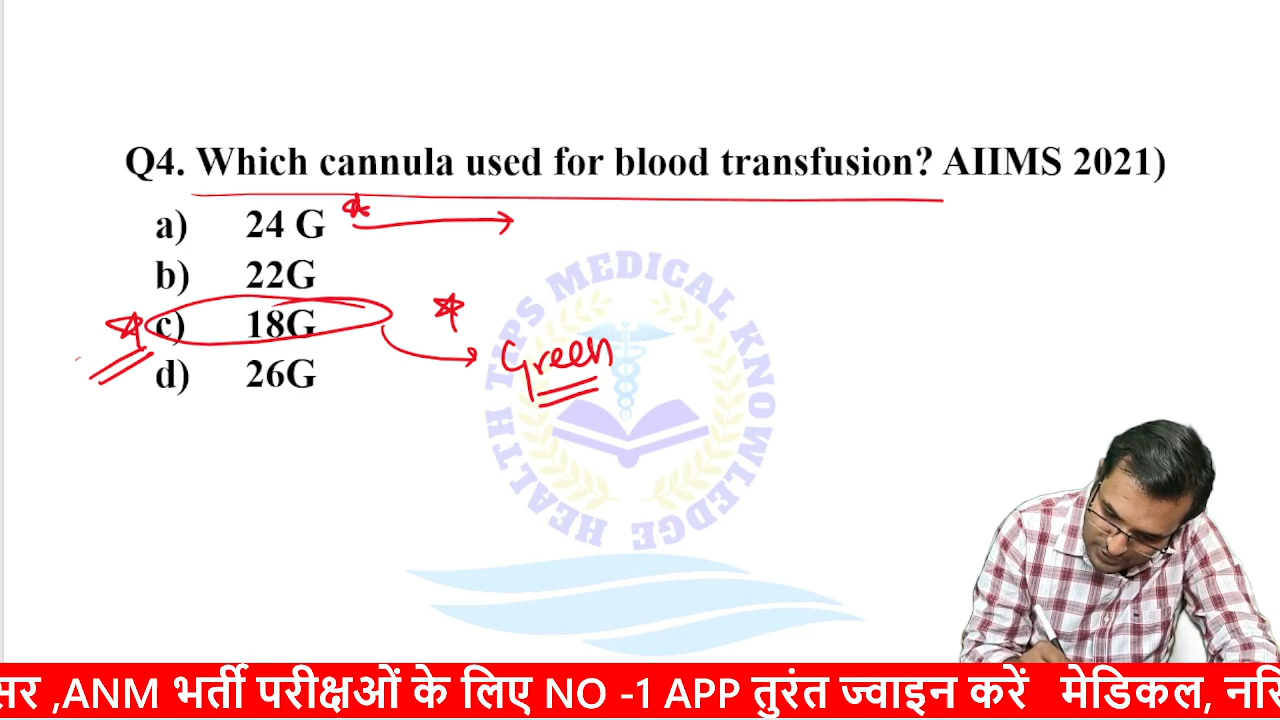 Q4. Which cannula used for blood transfusion? AIIMS 2021)
a) 24 G
b) 22G
c) 18G
Green
d) 26G
HEALTH TIPS MEDICAL KNOWLEDGE
सर ,ANM भर्ती परीक्षओं के लिए NO -1 APP तुरंत ज्वाइन करें मेडिकल,